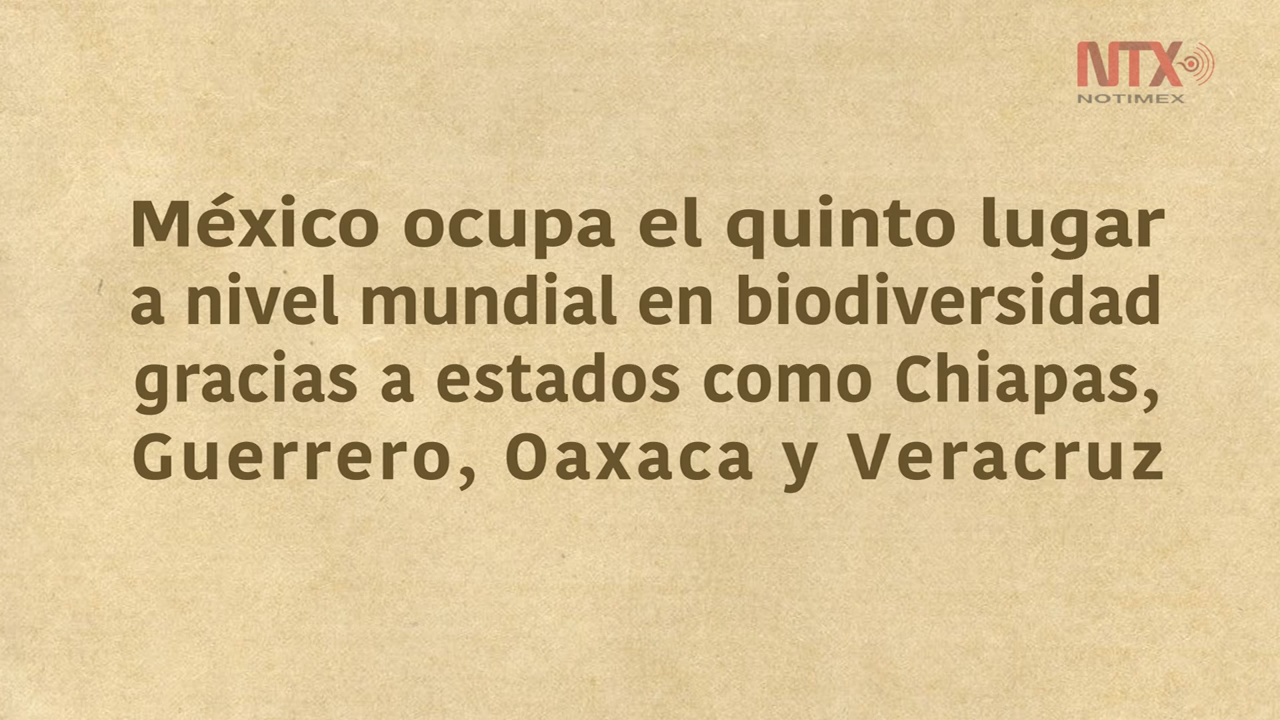 NTX
NOTIMEX
México ocupa el quinto lugar
a nivel mundial en biodiversidad
gracias a estados como Chiapas,
Guerrero, Oaxaca y Veracruz